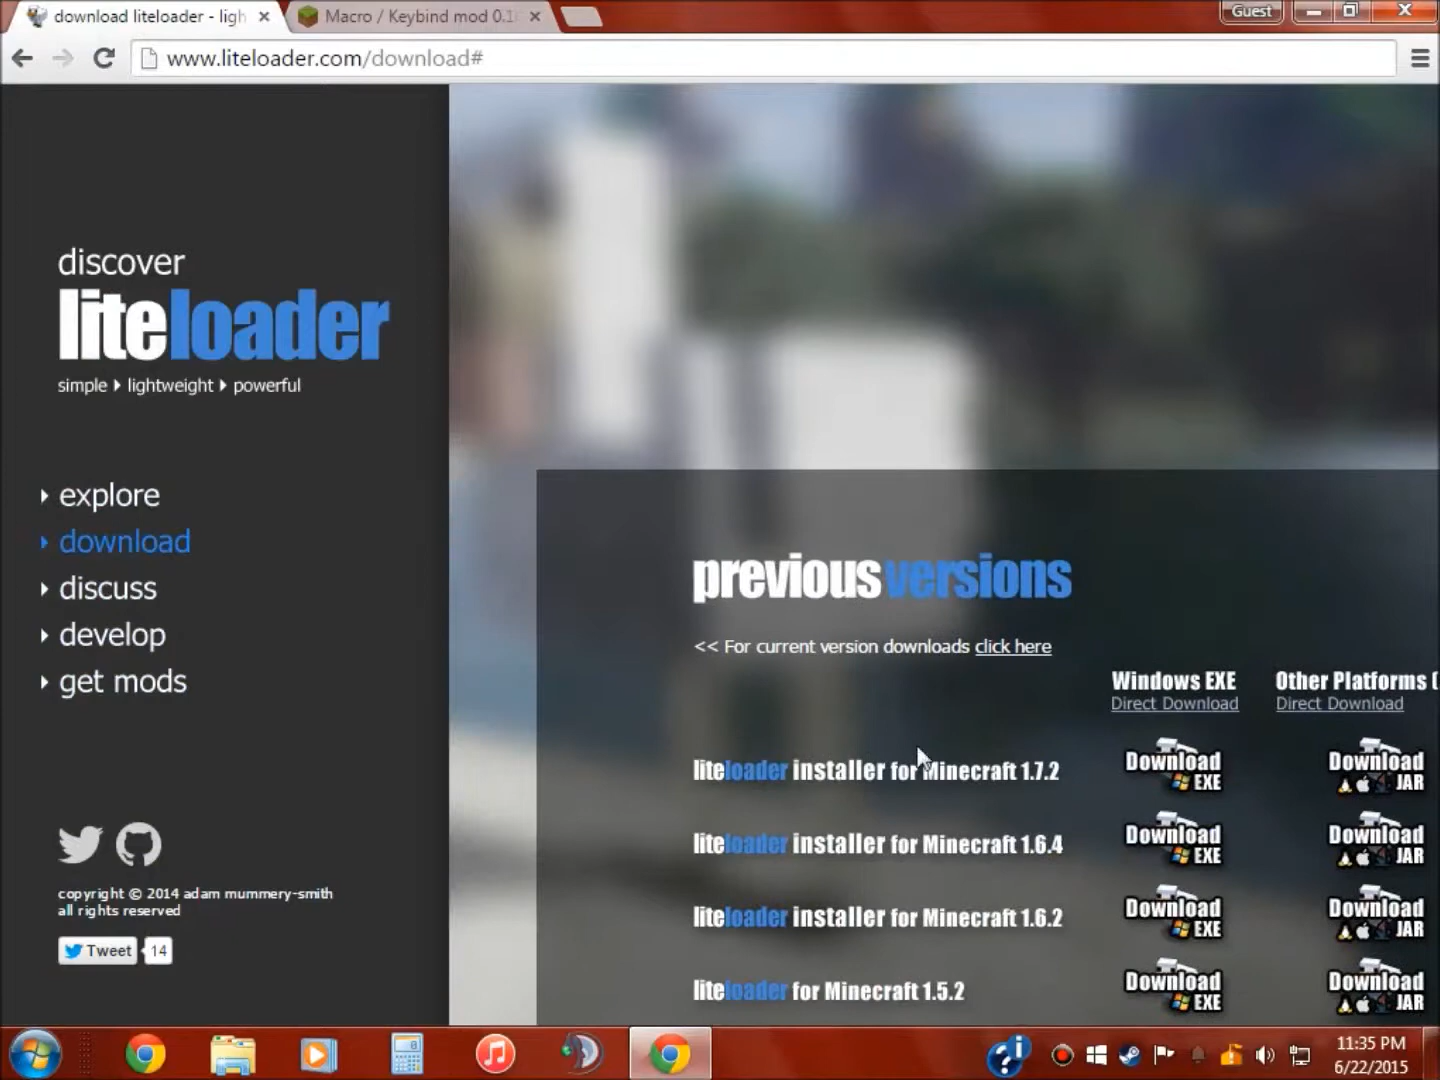 download liteloader - ligh
Macro / Keybind mod 0.1
Guest
www.liteloader.com/download#
discover
liteloader
simple lightweight powerful
explore
download
discuss
develop
get mods
copyright © 2014 adam mummery-smith
all rights reserved
Tweet 14
previousversions
<< For current version downloads click here
Windows EXE Other Platforms (
Direct Download Direct Download
liteloader installer for Minecraft 1.7.2 Download EXE Download JAR
liteloader installer for Minecraft 1.6.4 Download EXE Download JAR
liteloader installer for Minecraft 1.6.2 Download EXE Download JAR
liteloader for Minecraft 1.5.2 Download EXE Download JAR
11:35 PM
6/22/2015